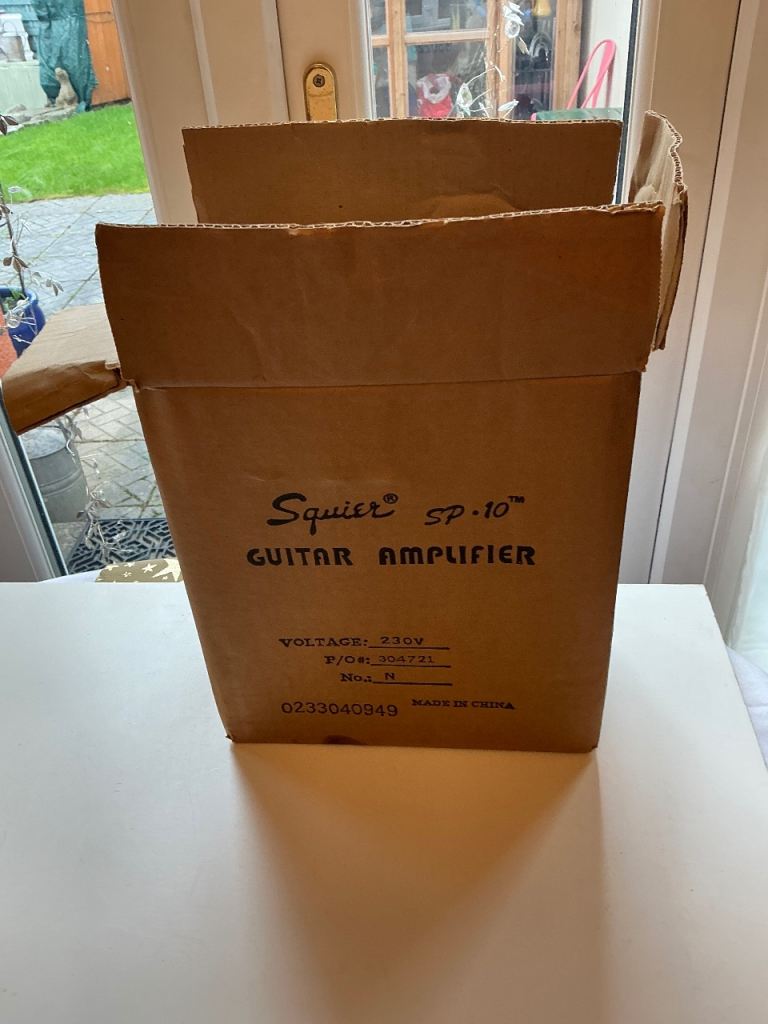 Squier® SP·10™
GUITAR AMPLIFIER
VOLTAGE: 230V
P/O#: 304721
No.: N
0233040949 MADE IN CHINA